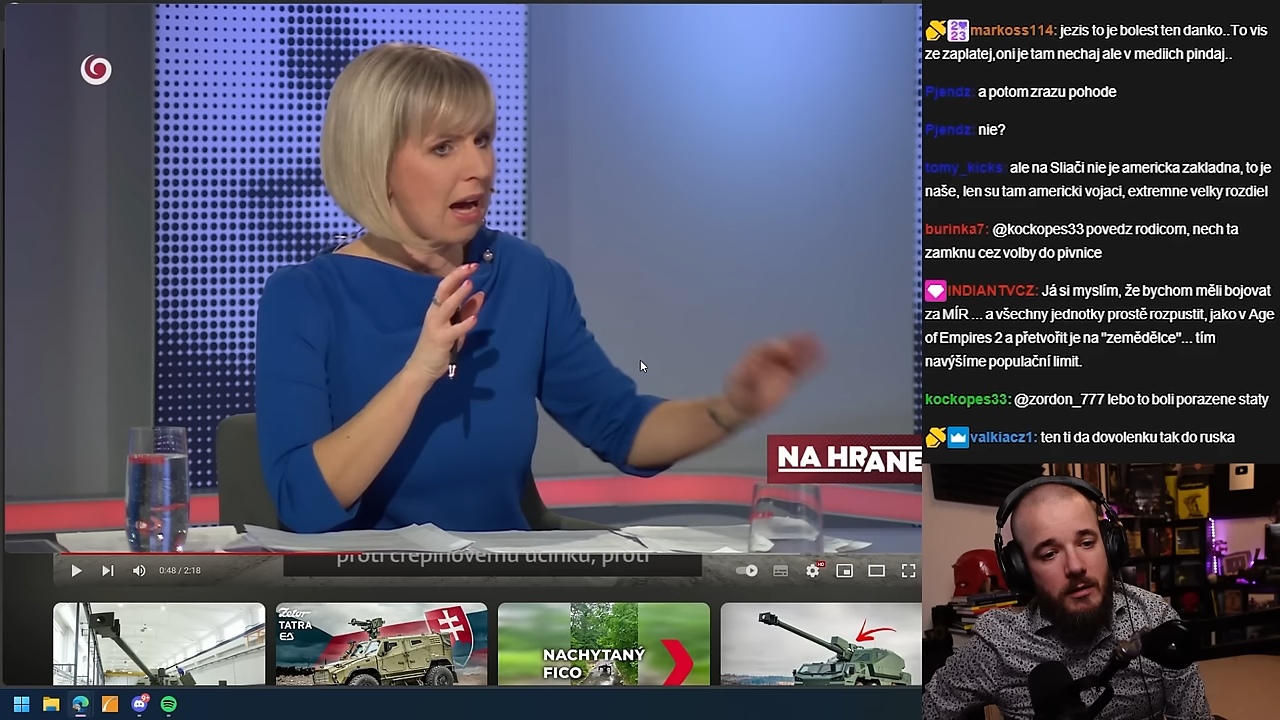 NA HRANE
proti črepinovému účinku, proti
0:48 / 2:18
HD
Zetor
TATRA
NACHYTANÝ
FICO
markoss114: jezis to je bolest ten danko..To vis
ze zaplatej,oni je tam nechaj ale v mediich pindaj..
Pjendz: a potom zrazu pohode
Pjendz: nie?
tomy_kicks: ale na Sliači nie je americka zakladna, to je
naše, len su tam americki vojaci, extremne velky rozdiel
burinka7: @kockopes33 povedz rodicom, nech ta
zamknu cez volby do pivnice
INDIANTVCZ: Já si myslím, že bychom měli bojovat
za MÍR ... a všechny jednotky prostě rozpustit, jako v Age
of Empires 2 a přetvořit je na "zemědělce"... tím
navýšíme populační limit.
kockopes33: @zordon_777 lebo to boli porazene staty
valkiacz1: ten ti da dovolenku tak do ruska